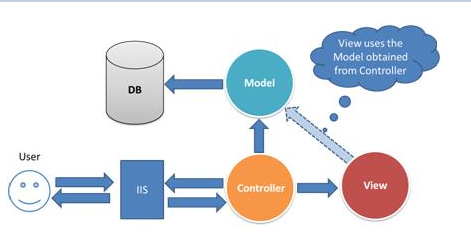 View uses the
Model obtained
from Controller
DB
Model
User
IIS
Controller
View